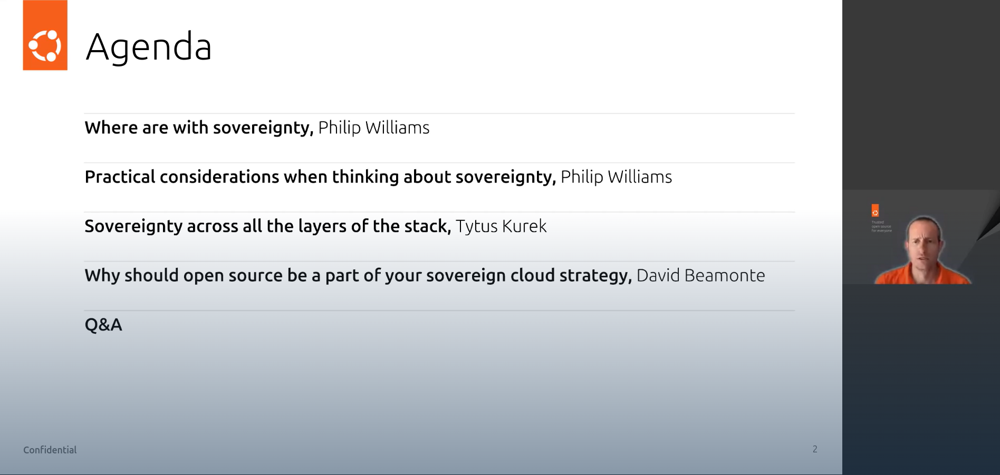 Agenda
Where are with sovereignty, Philip Williams
Practical considerations when thinking about sovereignty, Philip Williams
Sovereignty across all the layers of the stack, Tytus Kurek
Why should open source be a part of your sovereign cloud strategy, David Beamonte
Q&A
Confidential
2
Trusted
open source
for everyone